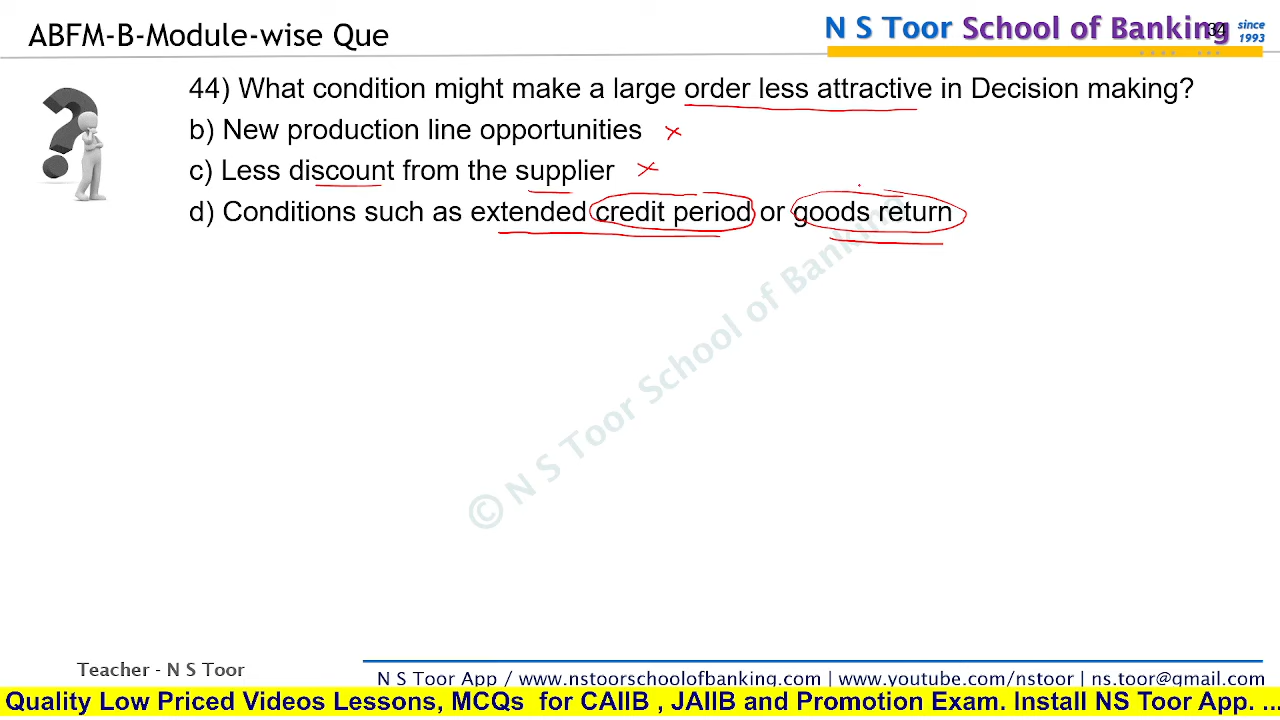 ABFM-B-Module-wise Que
N S Toor School of Banking
34
since
1993
44) What condition might make a large order less attractive in Decision making?
b) New production line opportunities
c) Less discount from the supplier
d) Conditions such as extended credit period or goods return
© N S Toor School of Banking
Teacher - N S Toor
N S Toor App / www.nstoorschoolofbanking.com | www.youtube.com/nstoor | ns.toor@gmail.com
Quality Low Priced Videos Lessons, MCQs for CAIIB , JAIIB and Promotion Exam. Install NS Toor App. ...